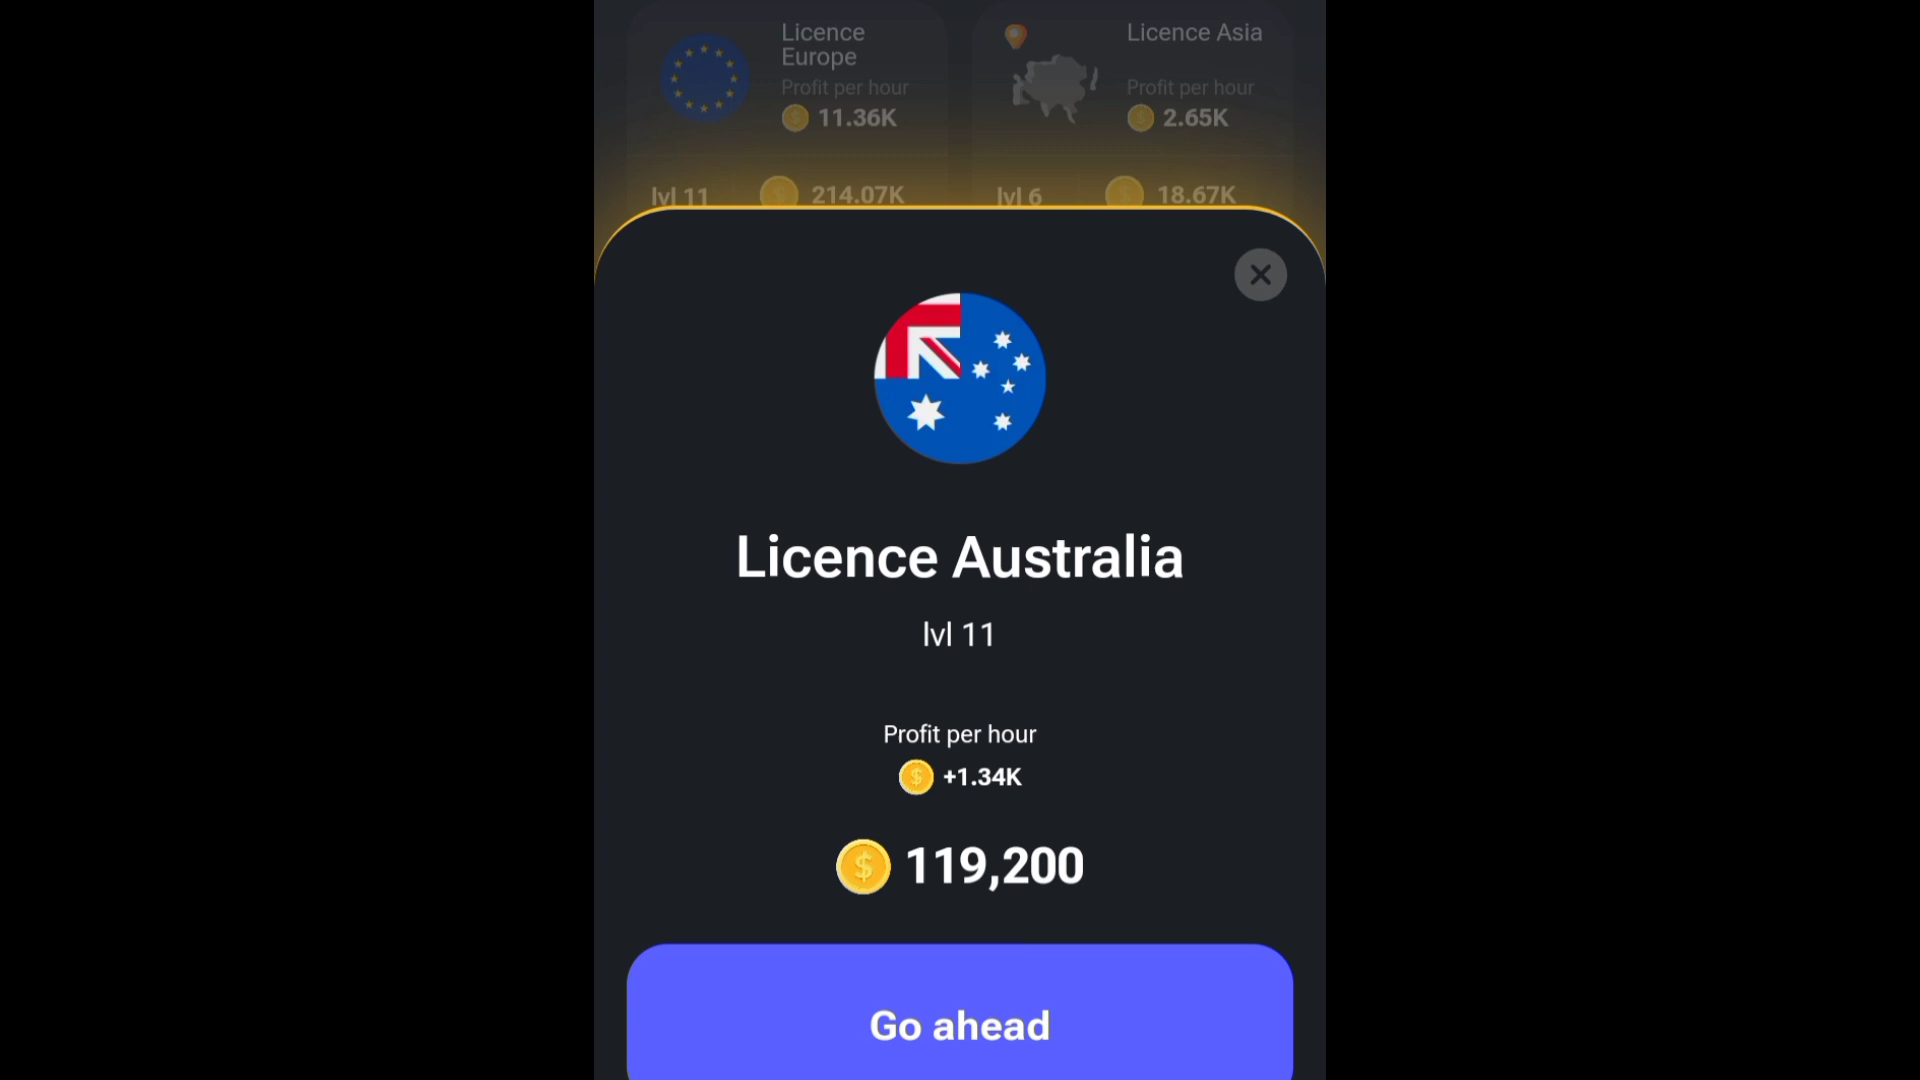 Licence
Europe
Profit per hour
11.36K
lvl 11
214.07K
Licence Asia
Profit per hour
2.65K
lvl 6
18.67K
Licence Australia
lvl 11
Profit per hour
+1.34K
119,200
Go ahead